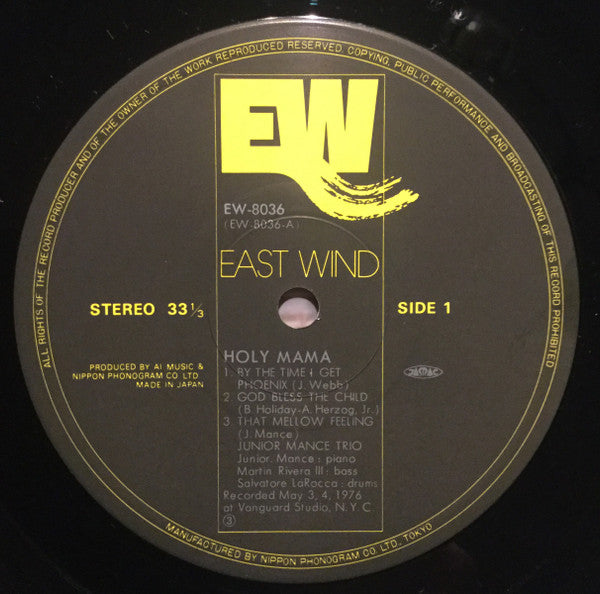 ALL RIGHTS OF THE RECORD PRODUCER AND OF THE OWNER OF THE WORK REPRODUCED RESERVED. COPYING, PUBLIC PERFORMANCE AND BROADCASTING OF THIS RECORD PROHIBITED
EW
EW-8036
(EW-8036-A)
EAST WIND
STEREO 33 1/3
SIDE 1
PRODUCED BY AI MUSIC &
NIPPON PHONOGRAM CO. LTD.
MADE IN JAPAN
JASRAC
HOLY MAMA
1. BY THE TIME I GET
PHOENIX (J. Webb)
2. GOD BLESS THE CHILD
(B. Holiday-A. Herzog, Jr.)
3. THAT MELLOW FEELING
(J. Mance)
JUNIOR MANCE TRIO
Junior. Mance : piano
Martin Rivera III : bass
Salvatore LaRocca : drums
Recorded May 3, 4, 1976
at Vanguard Studio, N. Y. C
③
MANUFACTURED BY NIPPON PHONOGRAM CO., LTD., TOKYO